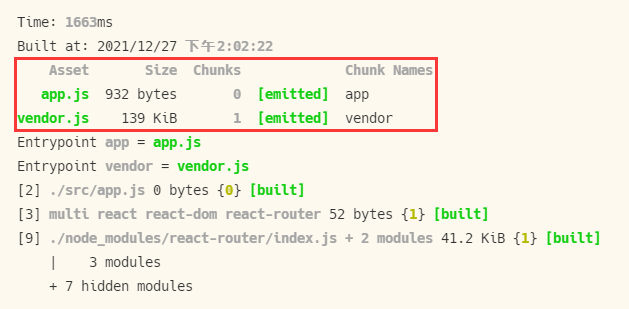 Time: 1663ms
Built at: 2021/12/27 下午2:02:22
Asset Size Chunks Chunk Names
app.js 932 bytes 0 [emitted] app
vendor.js 139 KiB 1 [emitted] vendor
Entrypoint app = app.js
Entrypoint vendor = vendor.js
[2] ./src/app.js 0 bytes {0} [built]
[3] multi react react-dom react-router 52 bytes {1} [built]
[9] ./node_modules/react-router/index.js + 2 modules 41.2 KiB {1} [built]
| 3 modules
+ 7 hidden modules